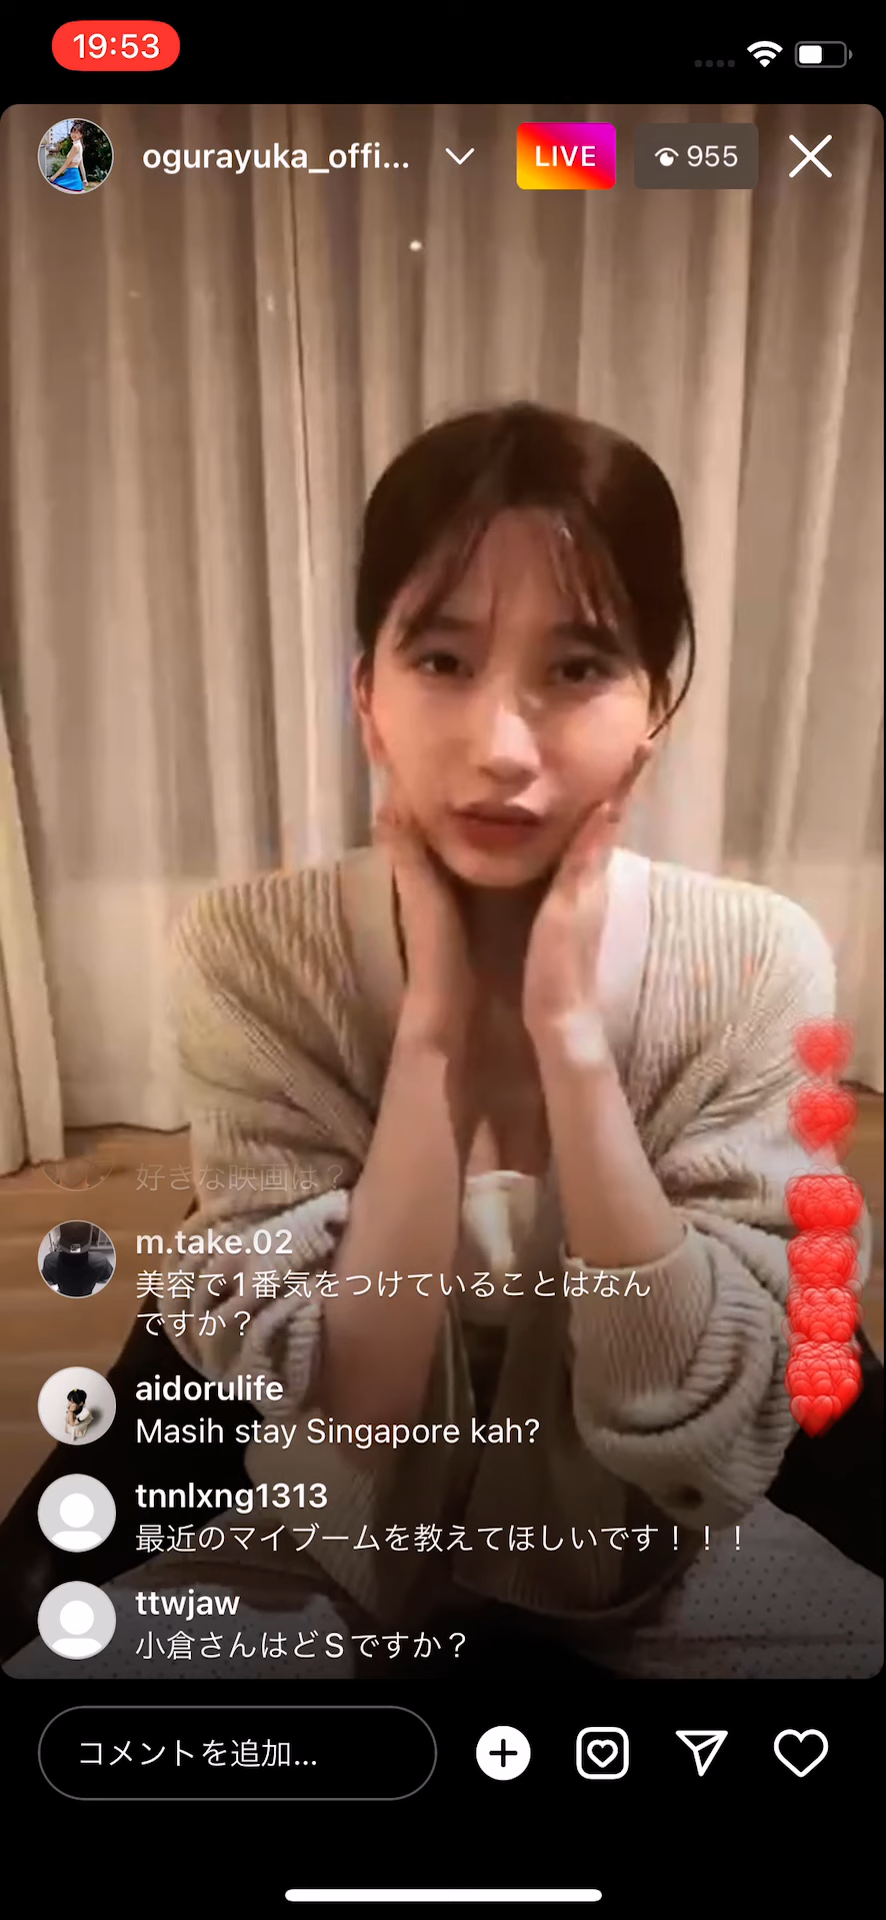 19:53
ogurayuka_offi...
LIVE
955
好きな映画は？
m.take.02
美容で1番気をつけていることはなん
ですか？
aidorulife
Masih stay Singapore kah?
tnnlxng1313
最近のマイブームを教えてほしいです！！！
ttwjaw
小倉さんはどSですか？
コメントを追加...